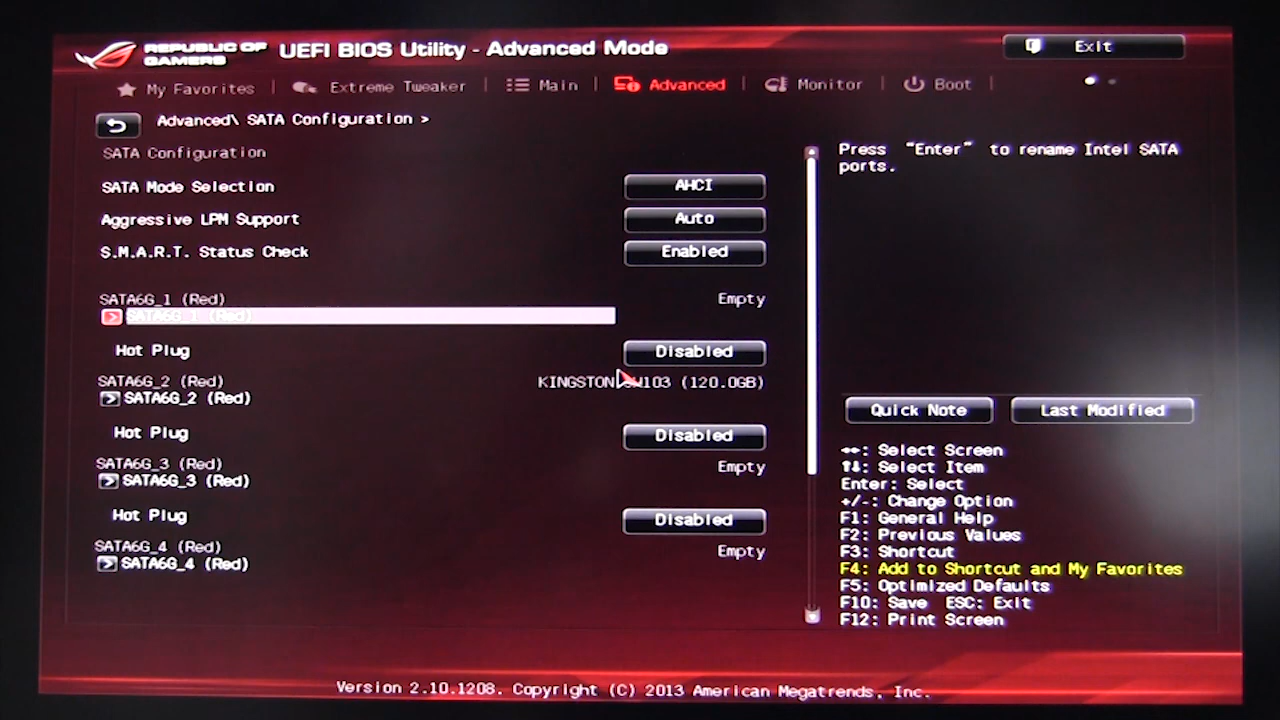 REPUBLIC OF GAMERS UEFI BIOS Utility - Advanced Mode Exit
My Favorites Extreme Tweaker Main Advanced Monitor Boot
Advanced\ SATA Configuration >
SATA Configuration
SATA Mode Selection AHCI
Aggressive LPM Support Auto
S.M.A.R.T. Status Check Enabled
SATA6G_1 (Red) Empty
> SATA6G_1 (Red)
Hot Plug Disabled
SATA6G_2 (Red) KINGSTON (120.0GB)
> SATA6G_2 (Red)
Hot Plug Disabled
SATA6G_3 (Red) Empty
> SATA6G_3 (Red)
Hot Plug Disabled
SATA6G_4 (Red) Empty
> SATA6G_4 (Red)
Press "Enter" to rename Intel SATA
ports.
Quick Note Last Modified
↔: Select Screen
↑↓: Select Item
Enter: Select
+/-: Change Option
F1: General Help
F2: Previous Values
F3: Shortcut
F4: Add to Shortcut and My Favorites
F5: Optimized Defaults
F10: Save ESC: Exit
F12: Print Screen
Version 2.10.1208. Copyright (C) 2013 American Megatrends, Inc.